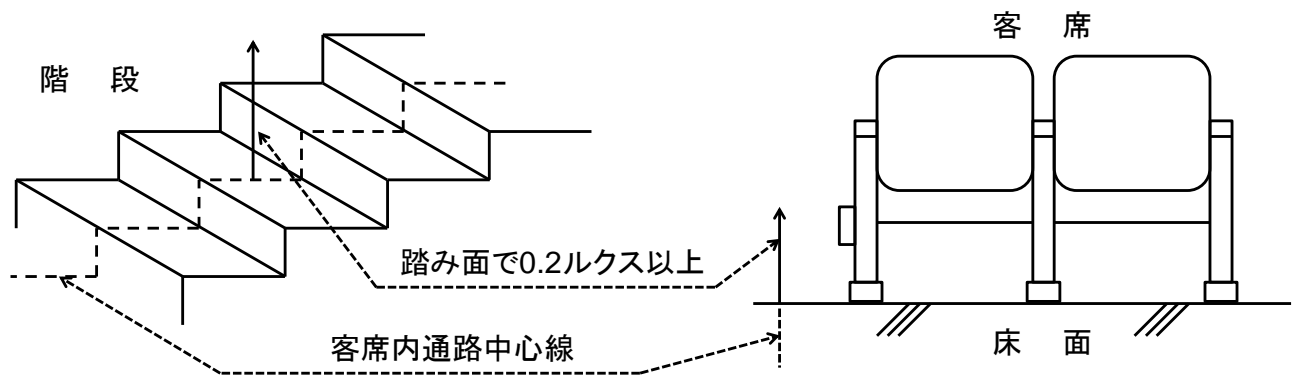 客 席
階 段
踏み面で0.2ルクス以上
客席内通路中心線
床 面